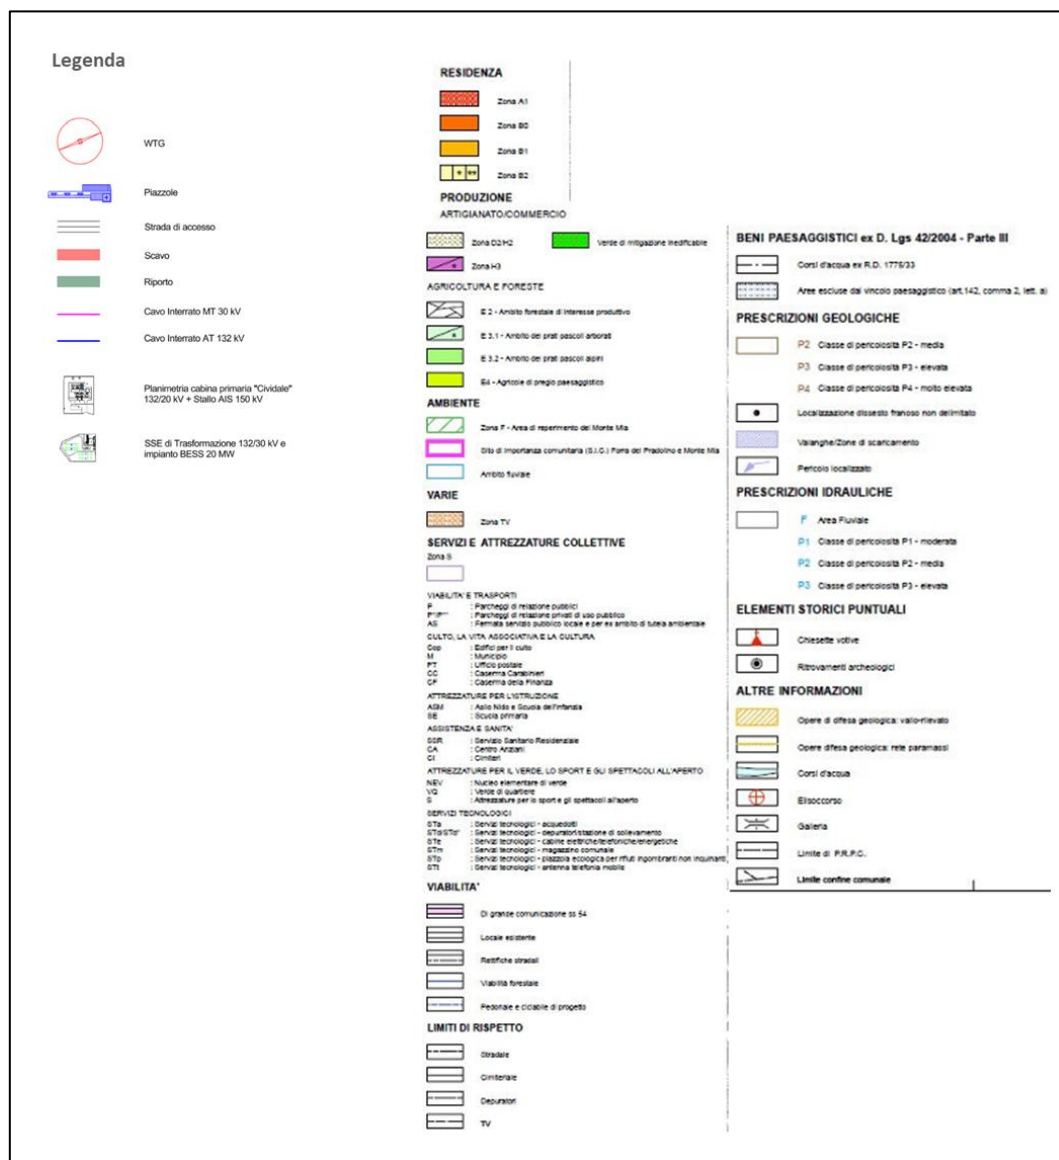 Legenda
WTG
Piazzole
Strada di accesso
Scavo
Riporto
Cavo Interrato MT 30 kV
Cavo Interrato AT 132 kV
Planimetria cabina primaria "Cividale"
132/20 kV + Stallo AIS 150 kV
SSE di Trasformazione 132/30 kV e
impianto BESS 20 MW
RESIDENZA
Zona A1
Zona B0
Zona B1
Zona B2
PRODUZIONE
ARTIGIANATO/COMMERCIO
Zona D2/H2
Verde di mitigazione inedificabile
Zona H3
AGRICOLTURA E FORESTE
E 2 - Ambito forestale di interesse produttivo
E 3.1 - Ambito dei prati pascoli arborati
E 3.2 - Ambito dei prati pascoli alpini
E4 - Agricole di pregio paesaggistico
AMBIENTE
Zona F - Area di reperimento del Monte Mia
Sito di importanza comunitaria (S.I.C.) Forra del Pradolino e Monte Mia
Ambito fluviale
VARIE
Zona TV
SERVIZI E ATTREZZATURE COLLETTIVE
Zona S
VIABILITA' E TRASPORTI
P : Parcheggi di relazione pubblici
: Parcheggi di relazione privati di uso pubblico
AS : Fermata servizio pubblico locale e per ex ambito di tutela ambientale
CULTO, LA VITA ASSOCIATIVA E LA CULTURA
Cop : Edifici per il culto
M : Municipio
PT : Ufficio postale
CC : Caserma Carabinieri
CF : Caserma della Finanza
ATTREZZATURE PER L'ISTRUZIONE
ASM : Asilo Nido e Scuola dell'infanzia
SE : Scuola primaria
ASSISTENZA E SANITA'
SSR : Servizio Sanitario Residenziale
CA : Centro Anziani
CI : Cimiteri
ATTREZZATURE PER IL VERDE, LO SPORT E GLI SPETTACOLI ALL'APERTO
NEV : Nucleo elementare di verde
VQ : Verde di quartiere
S : Attrezzature per lo sport e gli spettacoli all'aperto
SERVIZI TECNOLOGICI
STa : Servizi tecnologici - acquedotti
STd/STd* : Servizi tecnologici - depuratori/stazione di sollevamento
STe : Servizi tecnologici - cabine elettriche/telefoniche/energetiche
STm : Servizi tecnologici - magazzino comunale
STp : Servizi tecnologici - piazzola ecologica per rifiuti ingombranti non inquinanti
STt : Servizi tecnologici - antenna telefonia mobile
VIABILITA'
Di grande comunicazione ss 54
Locale esistente
Rettifiche stradali
Viabilità forestale
Pedonale e ciclabile di progetto
LIMITI DI RISPETTO
Stradale
Cimiteriale
Depuratori
TV
BENI PAESAGGISTICI ex D. Lgs 42/2004 - Parte III
Corsi d'acqua ex R.D. 1775/33
Aree escluse dal vincolo paesaggistico (art.142, comma 2, lett. a)
PRESCRIZIONI GEOLOGICHE
P2 Classe di pericolosità P2 - media
P3 Classe di pericolosità P3 - elevata
P4 Classe di pericolosità P4 - molto elevata
Localizzazione dissesto franoso non delimitato
Valanghe/Zone di scaricamento
Pericolo localizzato
PRESCRIZIONI IDRAULICHE
F Area Fluviale
P1 Classe di pericolosità P1 - moderata
P2 Classe di pericolosità P2 - media
P3 Classe di pericolosità P3 - elevata
ELEMENTI STORICI PUNTUALI
Chiesette votive
Ritrovamenti archeologici
ALTRE INFORMAZIONI
Opere di difesa geologica: vallo-rilevato
Opere difesa geologica: rete paramassi
Corsi d'acqua
Elisoccorso
Galleria
Limite di P.R.P.C.
Limite confine comunale